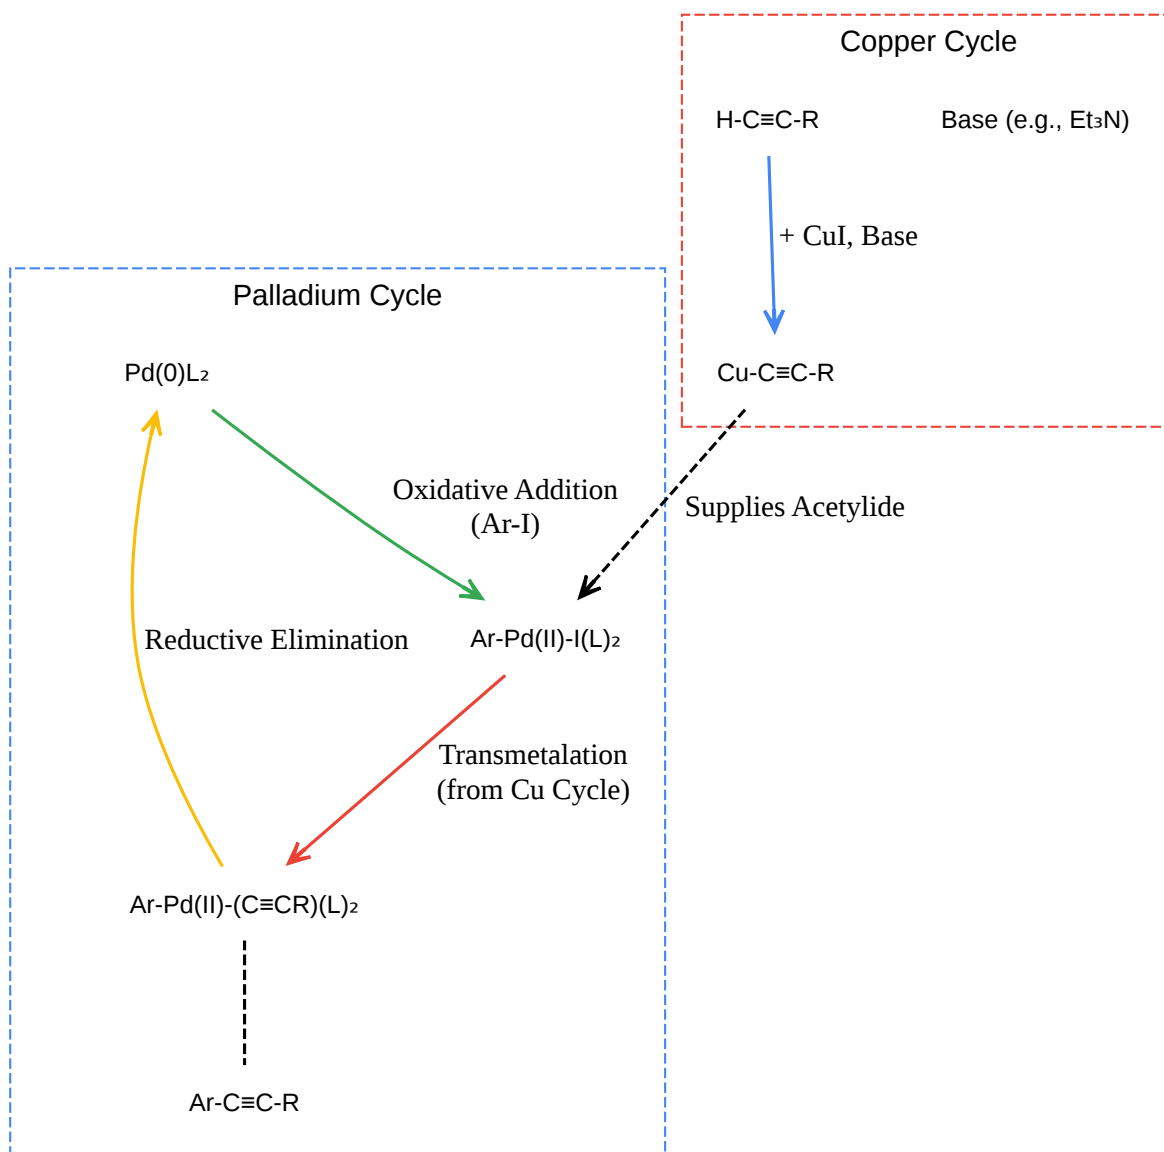 Copper Cycle
H-C≡C-R
Base (e.g., Et₃N)
+ CuI, Base
Palladium Cycle
Pd(0)L₂
Cu-C≡C-R
Oxidative Addition
(Ar-I)
Supplies Acetylide
Reductive Elimination
Ar-Pd(II)-I(L)₂
Transmetalation
(from Cu Cycle)
Ar-Pd(II)-(C≡CR)(L)₂
Ar-C≡C-R